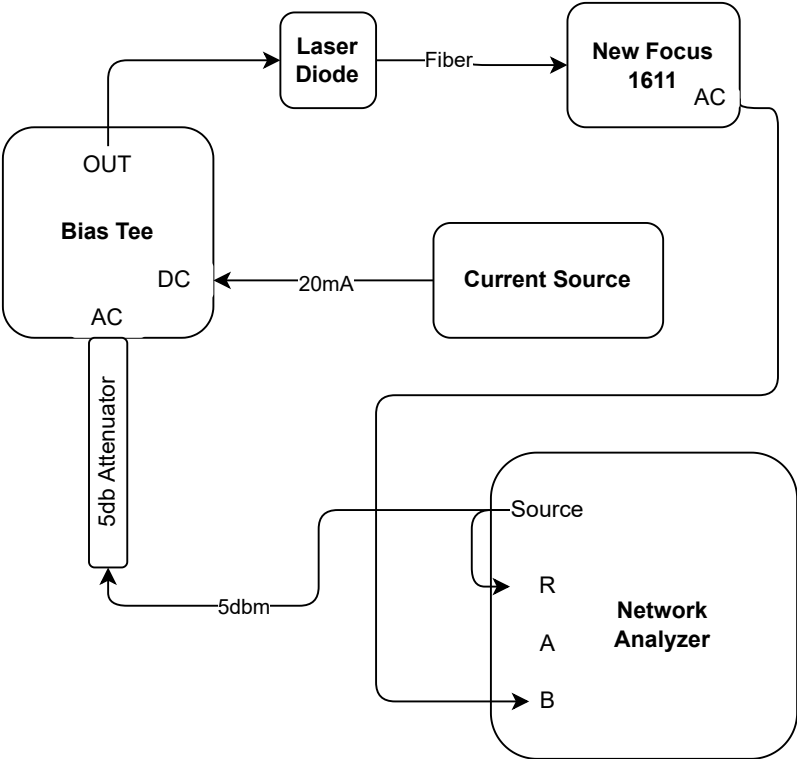 Laser
Diode
Fiber
New Focus
1611
AC
OUT
Bias Tee
DC
20mA
Current Source
AC
5db Attenuator
Source
5dbm
R
Network
Analyzer
A
B